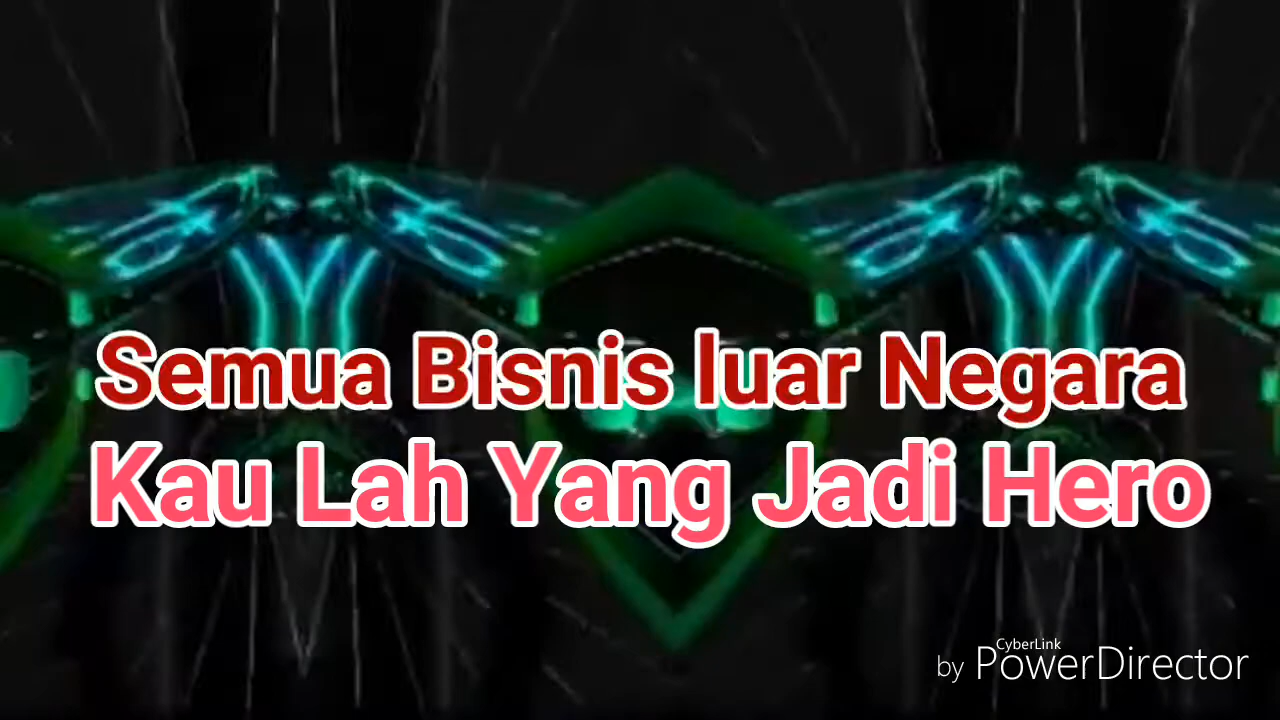 Semua Bisnis luar Negara
Kau Lah Yang Jadi Hero
CyberLink
by PowerDirector